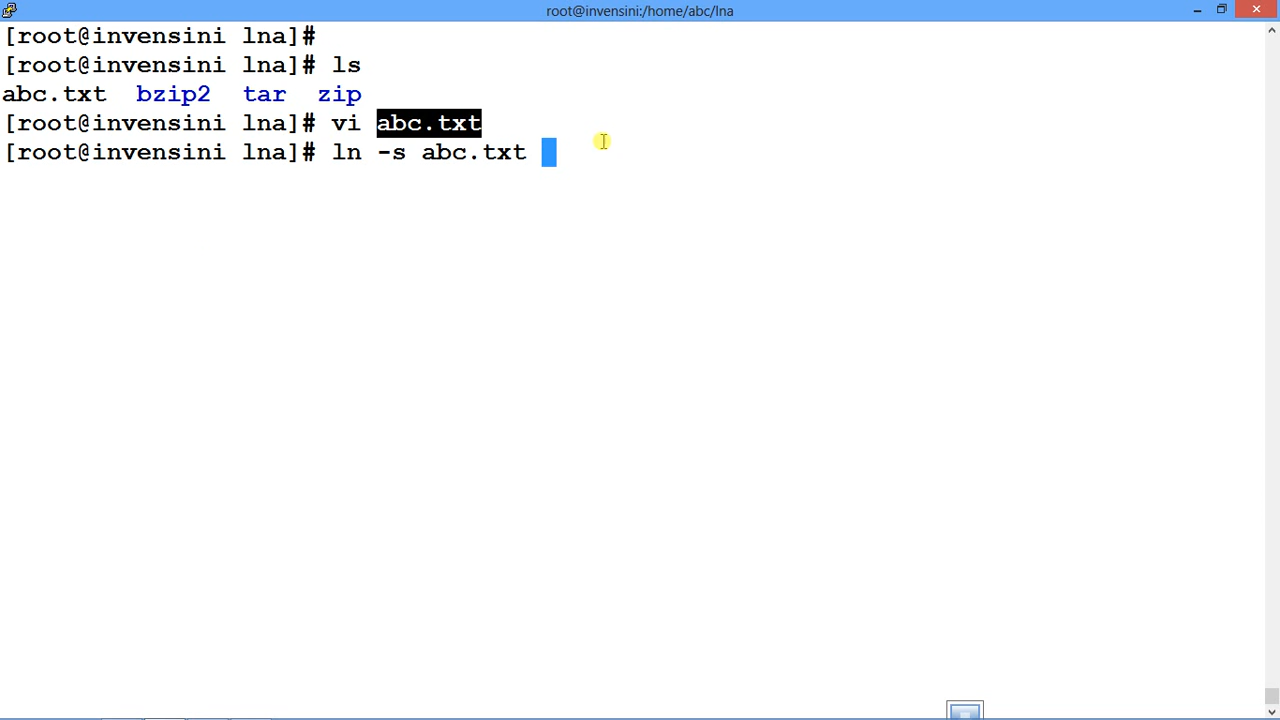 root@invensini:/home/abc/lna
[root@invensini lna]#
[root@invensini lna]# ls
abc.txt  bzip2  tar  zip
[root@invensini lna]# vi abc.txt
[root@invensini lna]# ln -s abc.txt